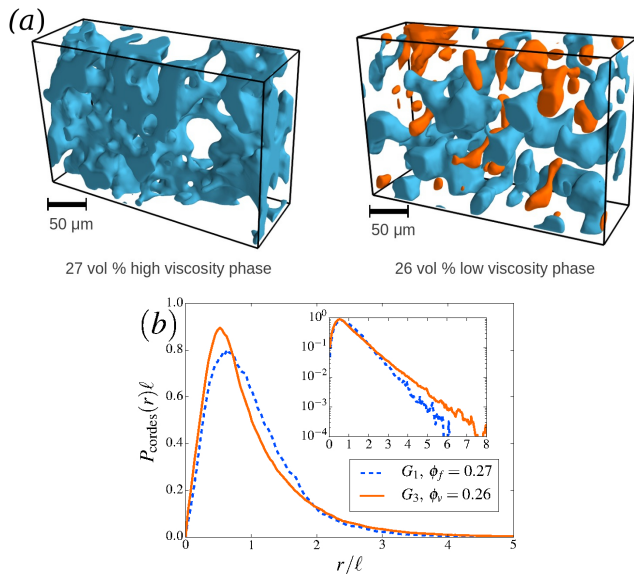 (a)
50 μm
50 μm
27 vol % high viscosity phase
26 vol % low viscosity phase
(b)
1.0
0.8
0.6
0.4
0.2
0.0
P_cordes(r)ℓ
0 1 2 3 4 5
r/ℓ
10^0
10^−1
10^−2
10^−3
10^−4
0 1 2 3 4 5 6 7 8
G_1, ϕ_f = 0.27
G_3, ϕ_v = 0.26